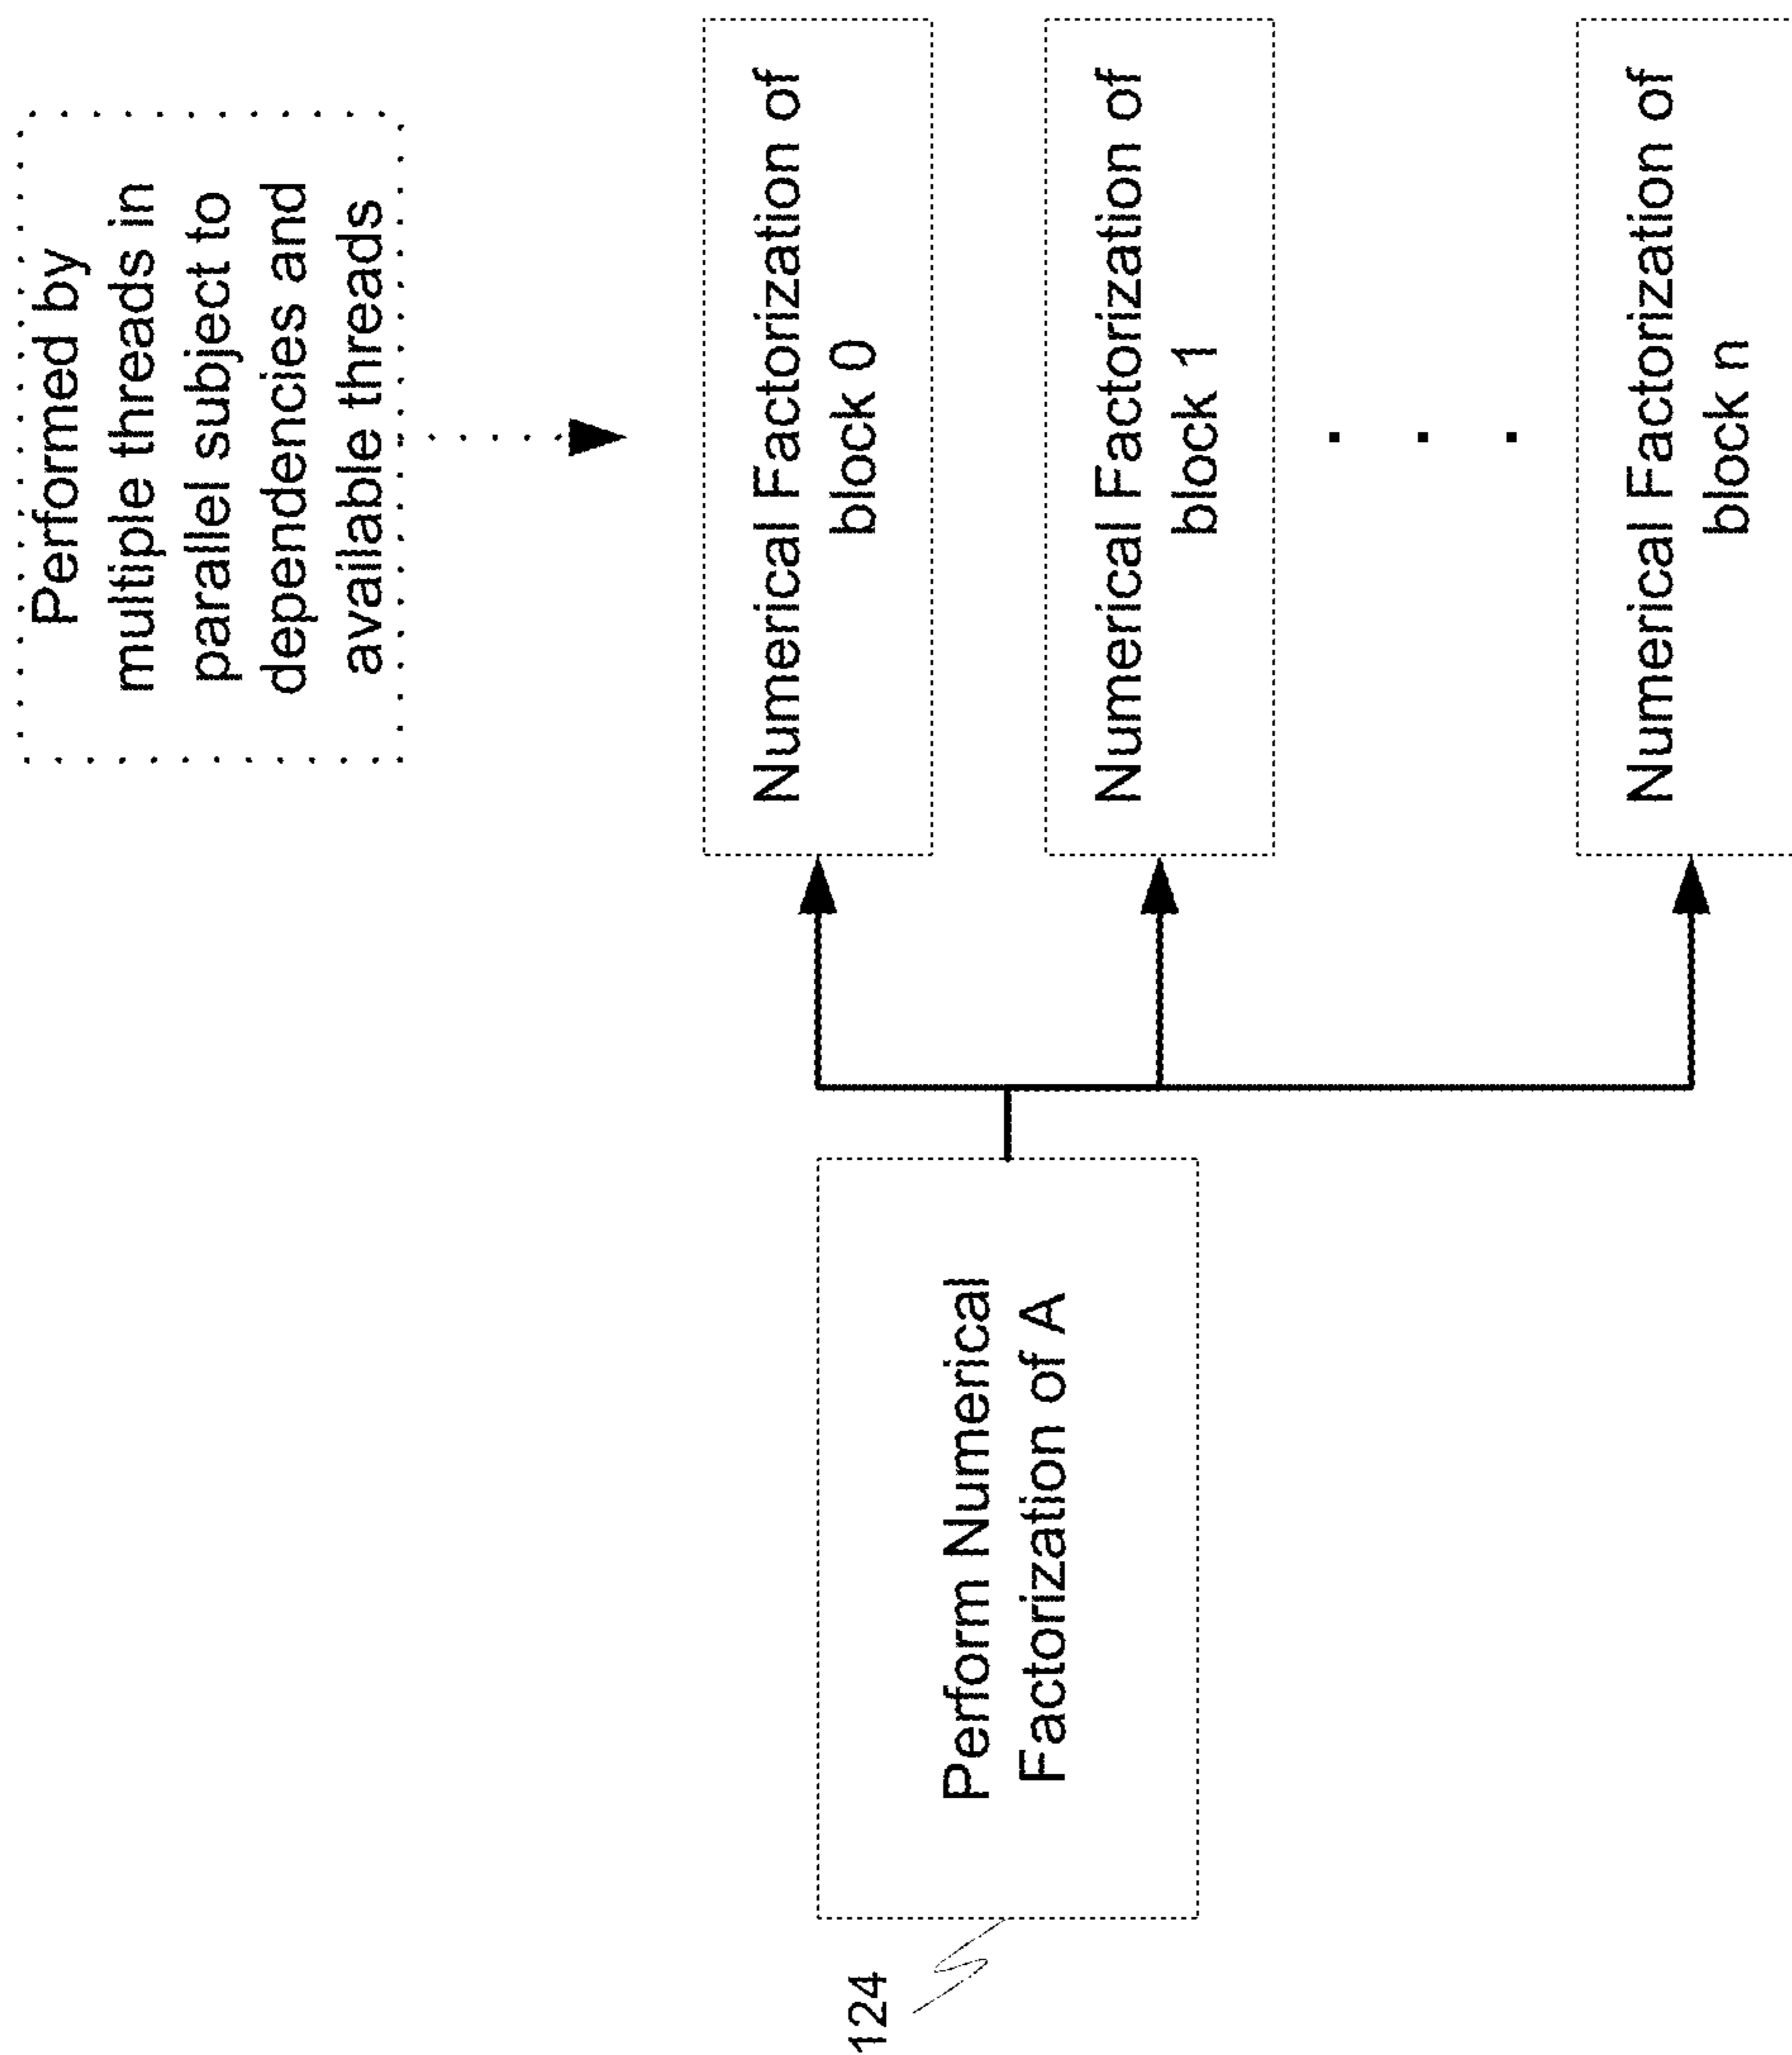 Performed by
multiple threads in
parallel subject to
dependencies and
available threads
Numerical Factorization of
block 0
Numerical Factorization of
block 1
. . .
Numerical Factorization of
block n
Perform Numerical
Factorization of A
124